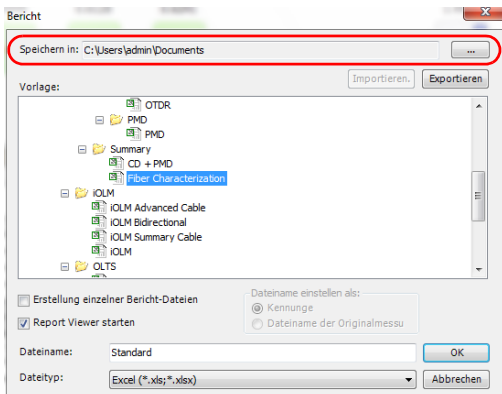 Bericht
Speichern in: C:\Users\admin\Documents ...
Importieren. Exportieren
Vorlage:
OTDR
PMD
PMD
Summary
CD + PMD
Fiber Characterization
iOLM
iOLM Advanced Cable
iOLM Bidirectional
iOLM Summary Cable
iOLM
OLTS
Erstellung einzelner Bericht-Dateien
Report Viewer starten
Dateiname einstellen als:
Kennunge
Dateiname der Originalmessu
Dateiname: Standard OK
Dateityp: Excel (*.xls;*.xlsx) Abbrechen